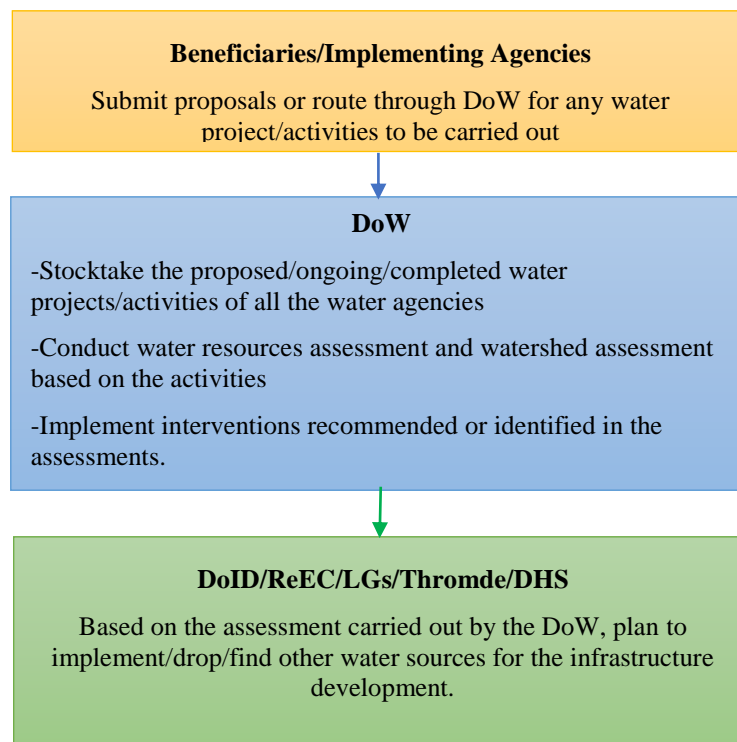 Beneficiaries/Implementing Agencies
Submit proposals or route through DoW for any water
project/activities to be carried out
DoW
-Stocktake the proposed/ongoing/completed water
projects/activities of all the water agencies
-Conduct water resources assessment and watershed assessment
based on the activities
-Implement interventions recommended or identified in the
assessments.
DoID/ReEC/LGs/Thromde/DHS
Based on the assessment carried out by the DoW, plan to
implement/drop/find other water sources for the infrastructure
development.